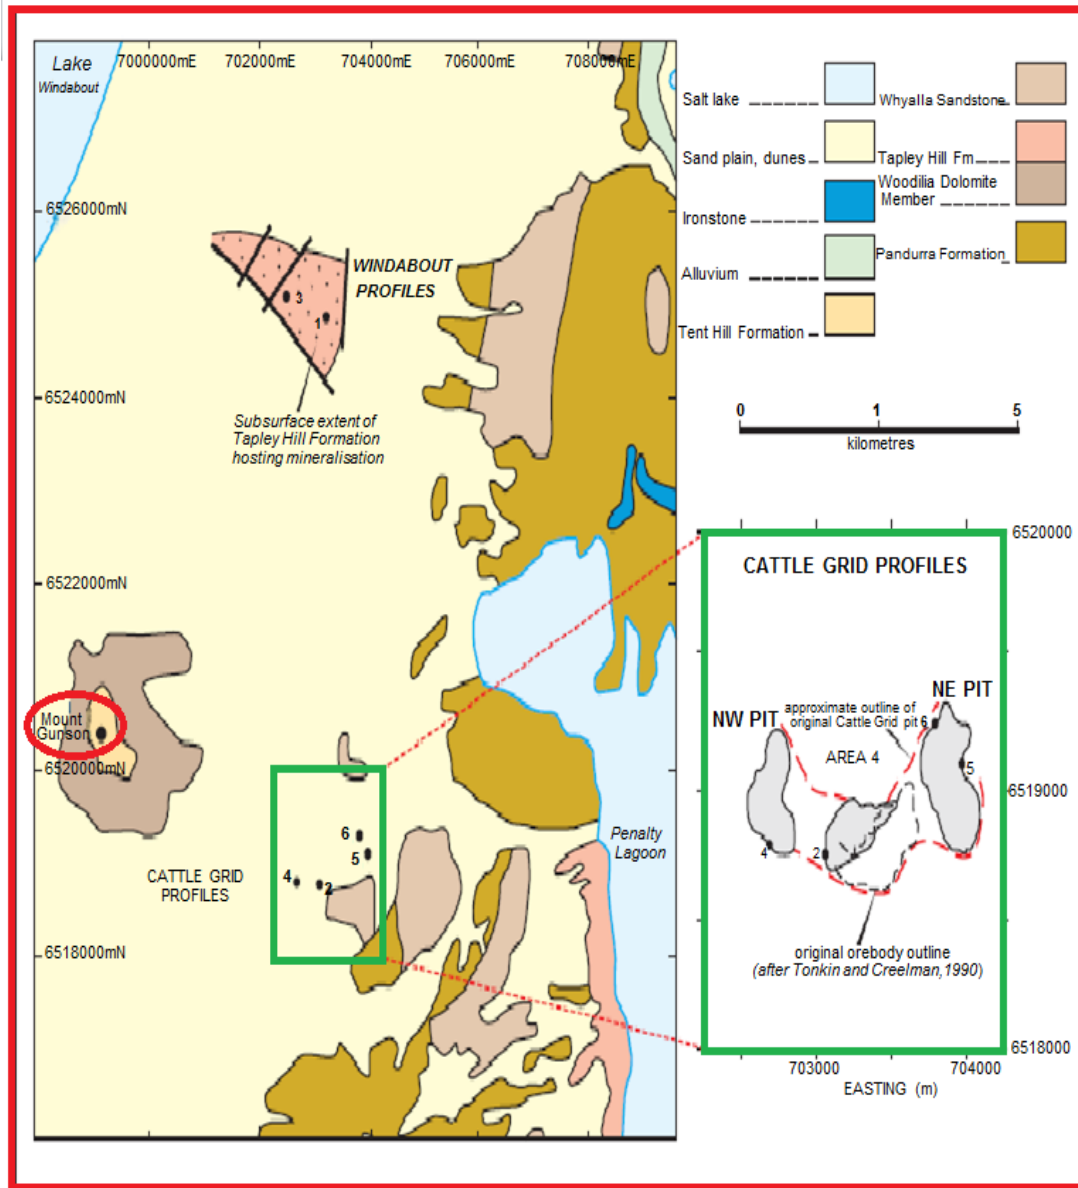 Lake
Windabout
7000000mE 702000mE 704000mE 706000mE 708000mE
6526000mN
WINDABOUT
PROFILES
3
1
6524000mN
Subsurface extent of
Tapley Hill Formation
hosting mineralisation
6522000mN
Mount
Gunson
6520000mN
6
5
4
2
CATTLE GRID
PROFILES
Penalty
Lagoon
6518000mN
Salt lake
Sand plain, dunes
Ironstone
Alluvium
Tent Hill Formation
Whyalla Sandstone
Tapley Hill Fm
Woodilia Dolomite
Member
Pandurra Formation
0 1 5
kilometres
6520000
CATTLE GRID PROFILES
NE PIT
approximate outline of
original Cattle Grid pit
NW PIT
6
AREA 4
5
6519000
4
2
original orebody outline
(after Tonkin and Creelman,1990)
6518000
703000 704000
EASTING (m)